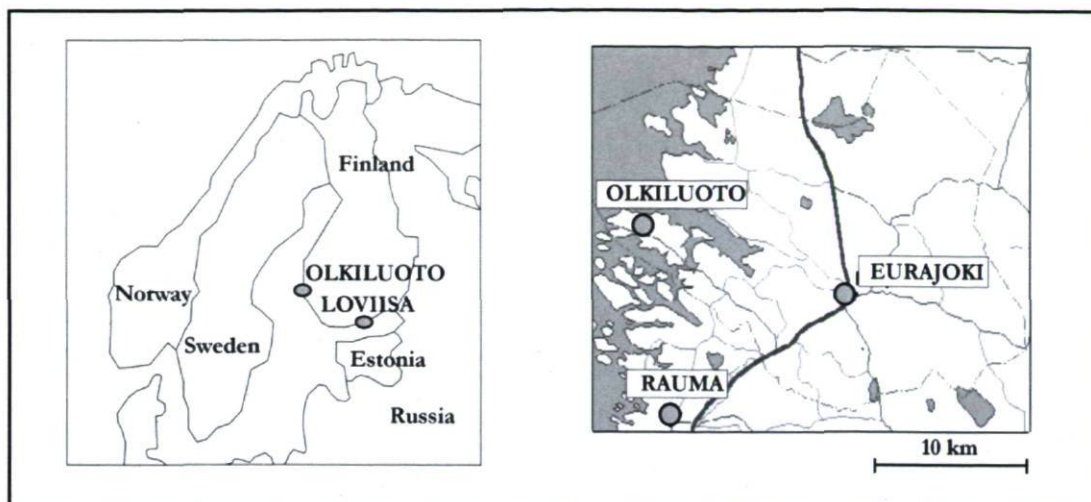 Finland
OLKILUOTO
LOVIISA
Norway
Sweden
Estonia
Russia
OLKILUOTO
EURAJOKI
RAUMA
10 km